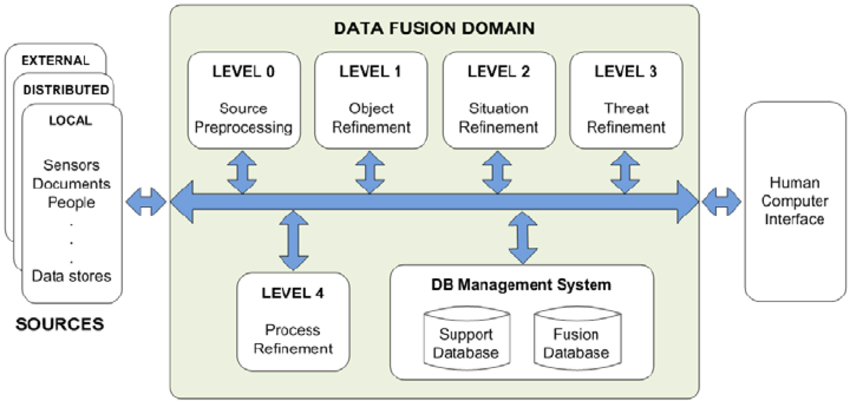 DATA FUSION DOMAIN
EXTERNAL
DISTRIBUTED
LOCAL
Sensors
Documents
People
.
.
.
Data stores
SOURCES
LEVEL 0
Source
Preprocessing
LEVEL 1
Object
Refinement
LEVEL 2
Situation
Refinement
LEVEL 3
Threat
Refinement
Human
Computer
Interface
LEVEL 4
Process
Refinement
DB Management System
Support
Database
Fusion
Database